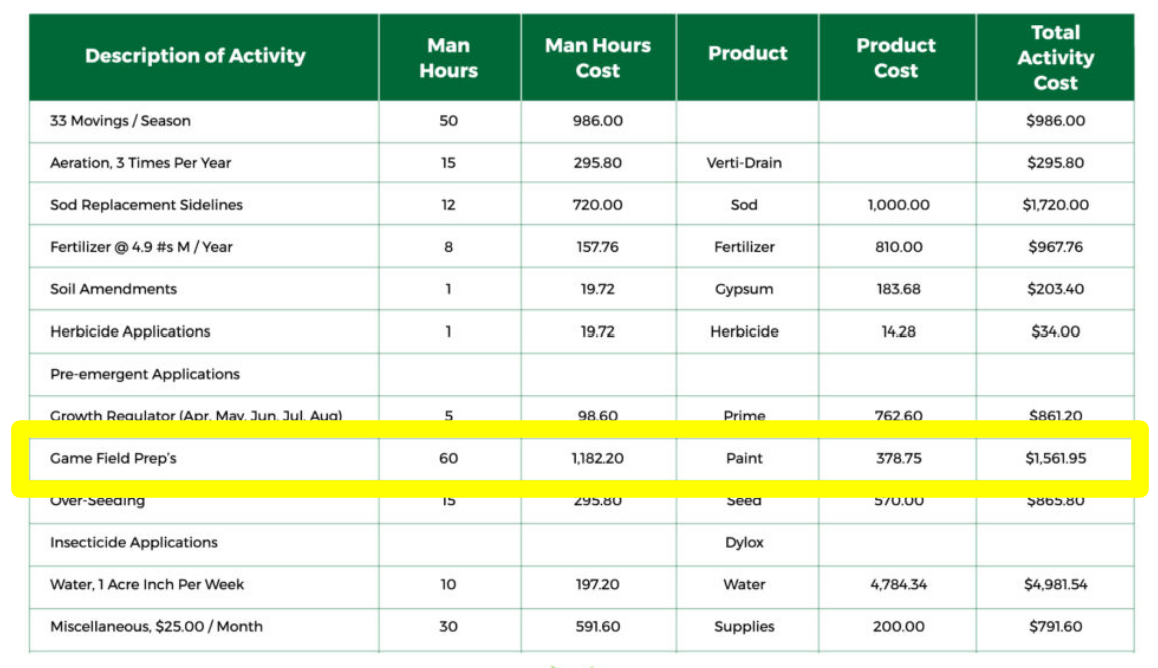 Description of Activity Man Hours Man Hours Cost Product Product Cost Total Activity Cost
33 Movings / Season 50 986.00 $986.00
Aeration, 3 Times Per Year 15 295.80 Verti-Drain $295.80
Sod Replacement Sidelines 12 720.00 Sod 1,000.00 $1,720.00
Fertilizer @ 4.9 #s M / Year 8 157.76 Fertilizer 810.00 $967.76
Soil Amendments 1 19.72 Gypsum 183.68 $203.40
Herbicide Applications 1 19.72 Herbicide 14.28 $34.00
Pre-emergent Applications
Growth Regulator (Apr, May, Jun, Jul, Aug) 5 98.60 Prime 762.60 $861.20
Game Field Prep's 60 1,182.20 Paint 378.75 $1,561.95
Over-Seeding 15 295.80 Seed 570.00 $865.80
Insecticide Applications Dylox
Water, 1 Acre Inch Per Week 10 197.20 Water 4,784.34 $4,981.54
Miscellaneous, $25.00 / Month 30 591.60 Supplies 200.00 $791.60